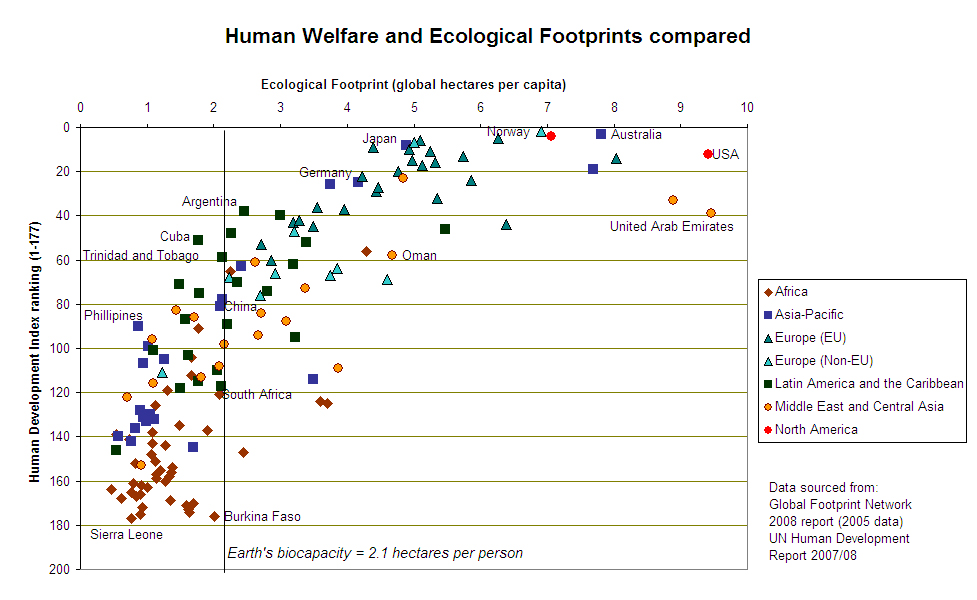 Human Welfare and Ecological Footprints compared
Ecological Footprint (global hectares per capita)
0 1 2 3 4 5 6 7 8 9 10
Human Development Index ranking (1-177)
0
20
40
60
80
100
120
140
160
180
200
Norway
Australia
Japan
USA
Germany
Argentina
United Arab Emirates
Cuba
Trinidad and Tobago
Oman
China
Phillipines
South Africa
Burkina Faso
Sierra Leone
Earth's biocapacity = 2.1 hectares per person
Africa
Asia-Pacific
Europe (EU)
Europe (Non-EU)
Latin America and the Caribbean
Middle East and Central Asia
North America
Data sourced from:
Global Footprint Network
2008 report (2005 data)
UN Human Development
Report 2007/08